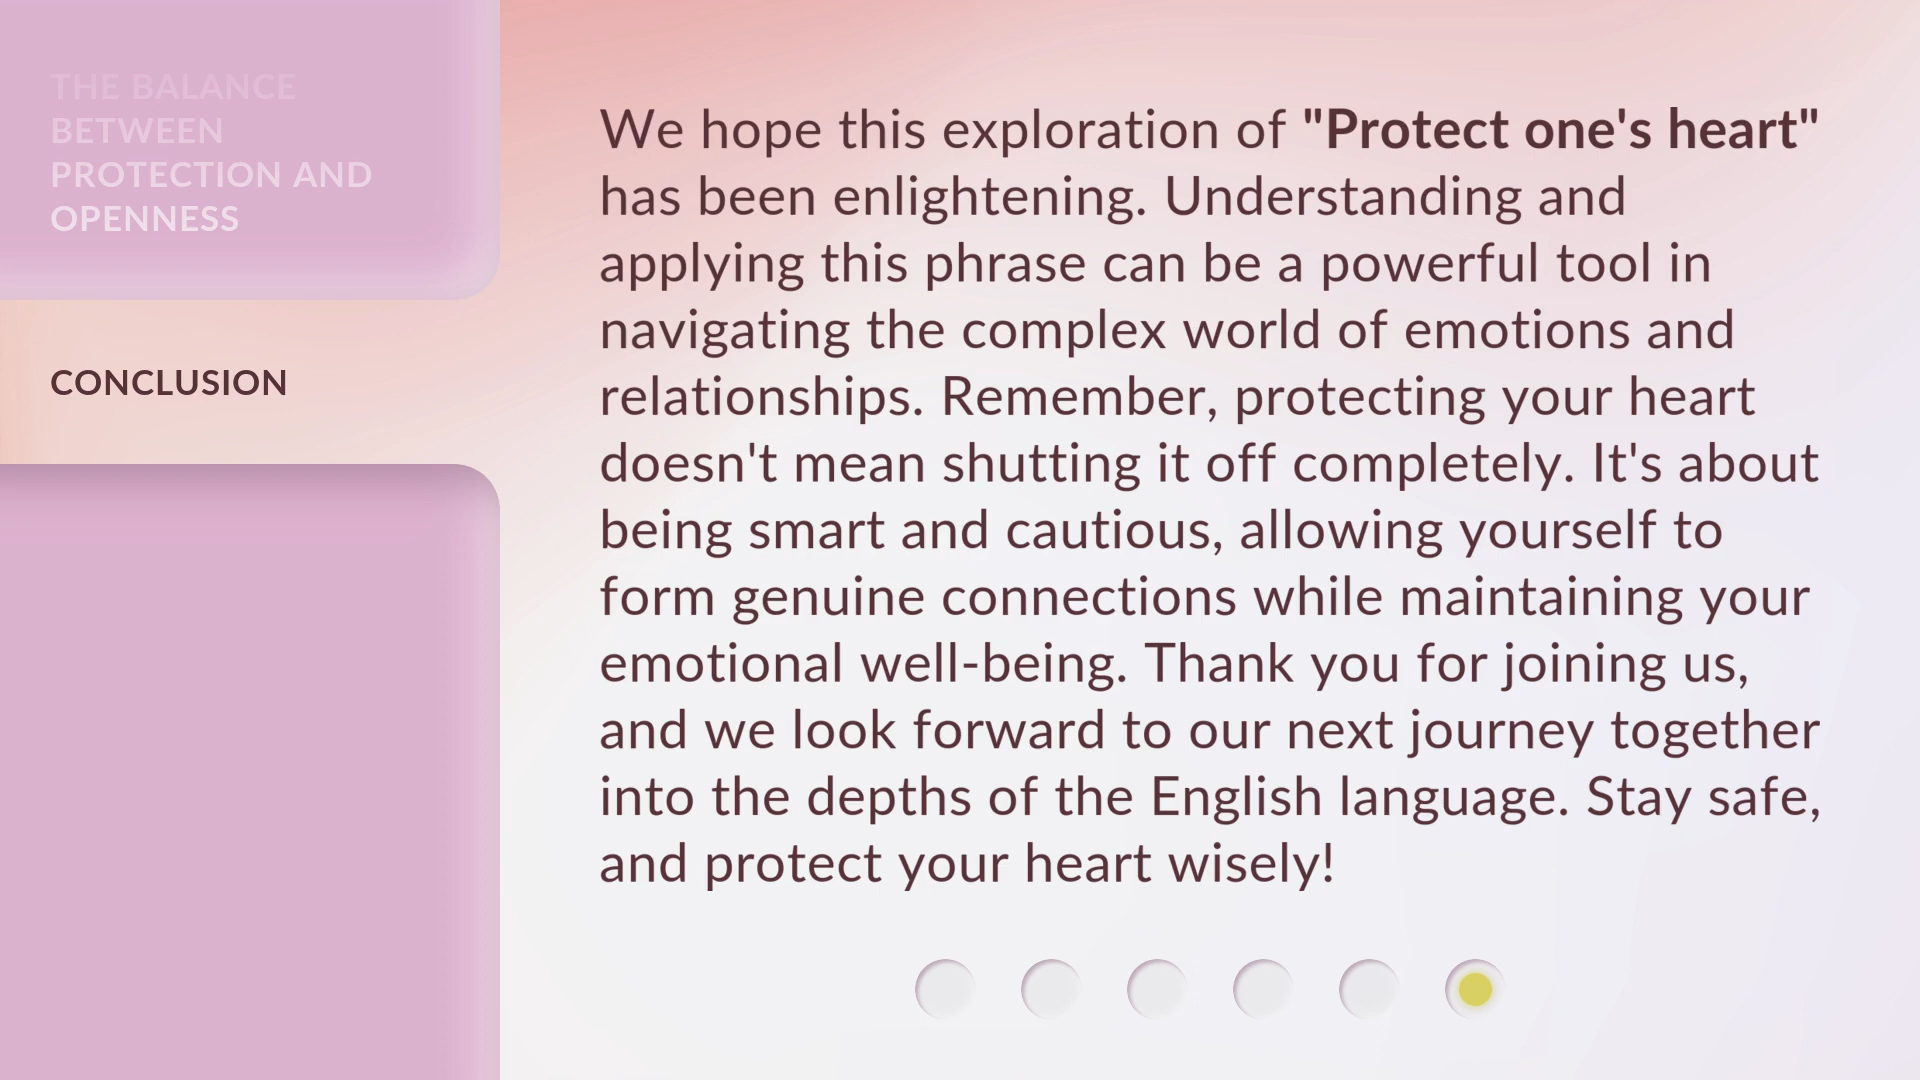 THE BALANCE
BETWEEN
PROTECTION AND
OPENNESS
CONCLUSION
We hope this exploration of "Protect one's heart"
has been enlightening. Understanding and
applying this phrase can be a powerful tool in
navigating the complex world of emotions and
relationships. Remember, protecting your heart
doesn't mean shutting it off completely. It's about
being smart and cautious, allowing yourself to
form genuine connections while maintaining your
emotional well-being. Thank you for joining us,
and we look forward to our next journey together
into the depths of the English language. Stay safe,
and protect your heart wisely!